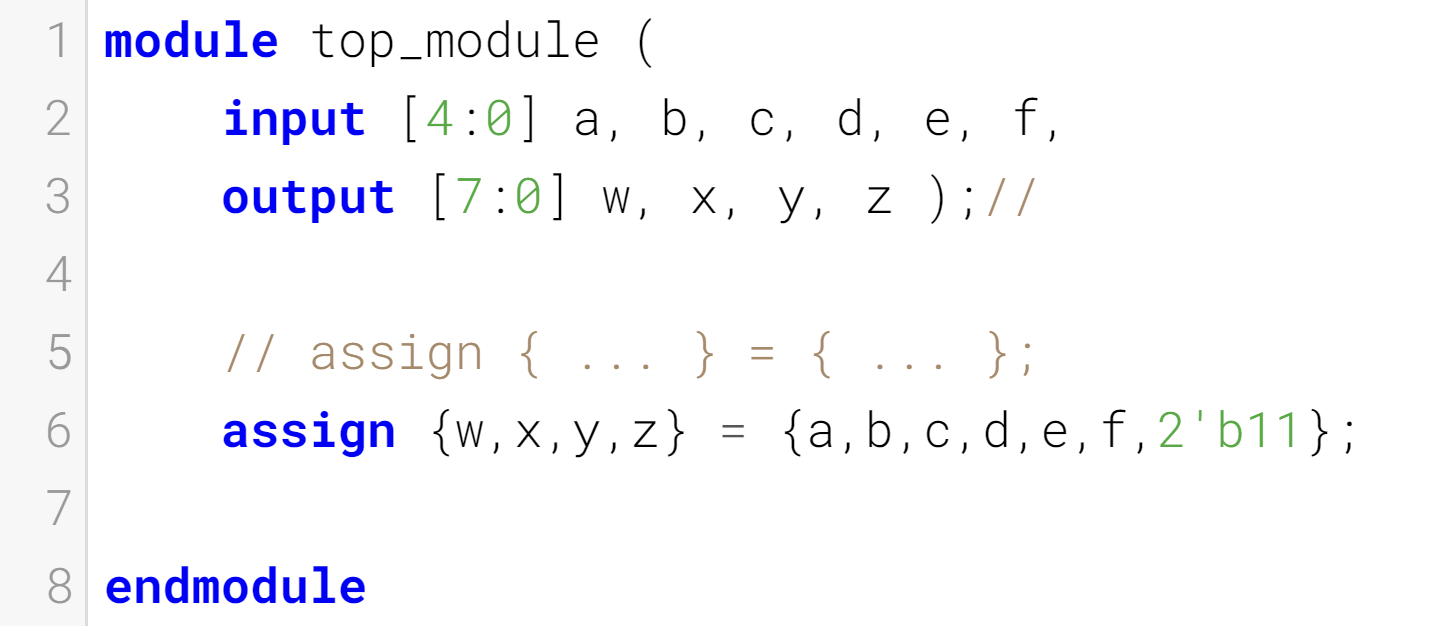 1 module top_module (
2     input [4:0] a, b, c, d, e, f,
3     output [7:0] w, x, y, z );//
4
5     // assign { ... } = { ... };
6     assign {w,x,y,z} = {a,b,c,d,e,f,2'b11};
7
8 endmodule